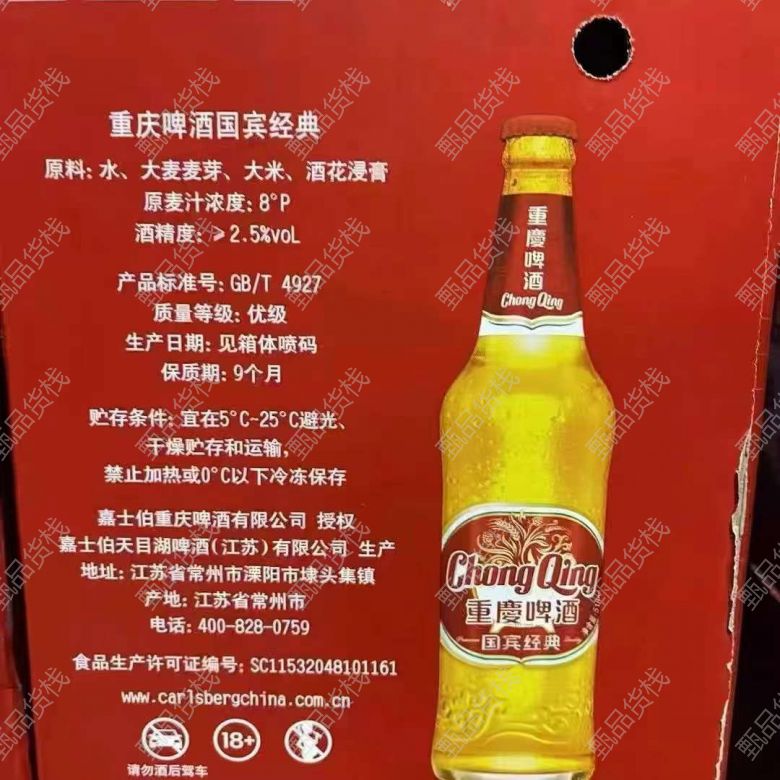 重庆啤酒国宾经典
原料: 水、大麦麦芽、大米、酒花浸膏
原麦汁浓度: 8°P
酒精度: ≥2.5%voL
产品标准号: GB/T 4927
质量等级: 优级
生产日期: 见箱体喷码
保质期: 9个月
贮存条件: 宜在5°C~25°C避光、
干燥贮存和运输,
禁止加热或0°C以下冷冻保存
嘉士伯重庆啤酒有限公司 授权
嘉士伯天目湖啤酒(江苏)有限公司 生产
地址: 江苏省常州市溧阳市埭头集镇
产地: 江苏省常州市
电话: 400-828-0759
食品生产许可证编号: SC11532048101161
www.carlsbergchina.com.cn
18+
请勿酒后驾车
重慶啤酒
ChongQing
ChongQing
重慶啤酒
国宾经典
甄品货栈